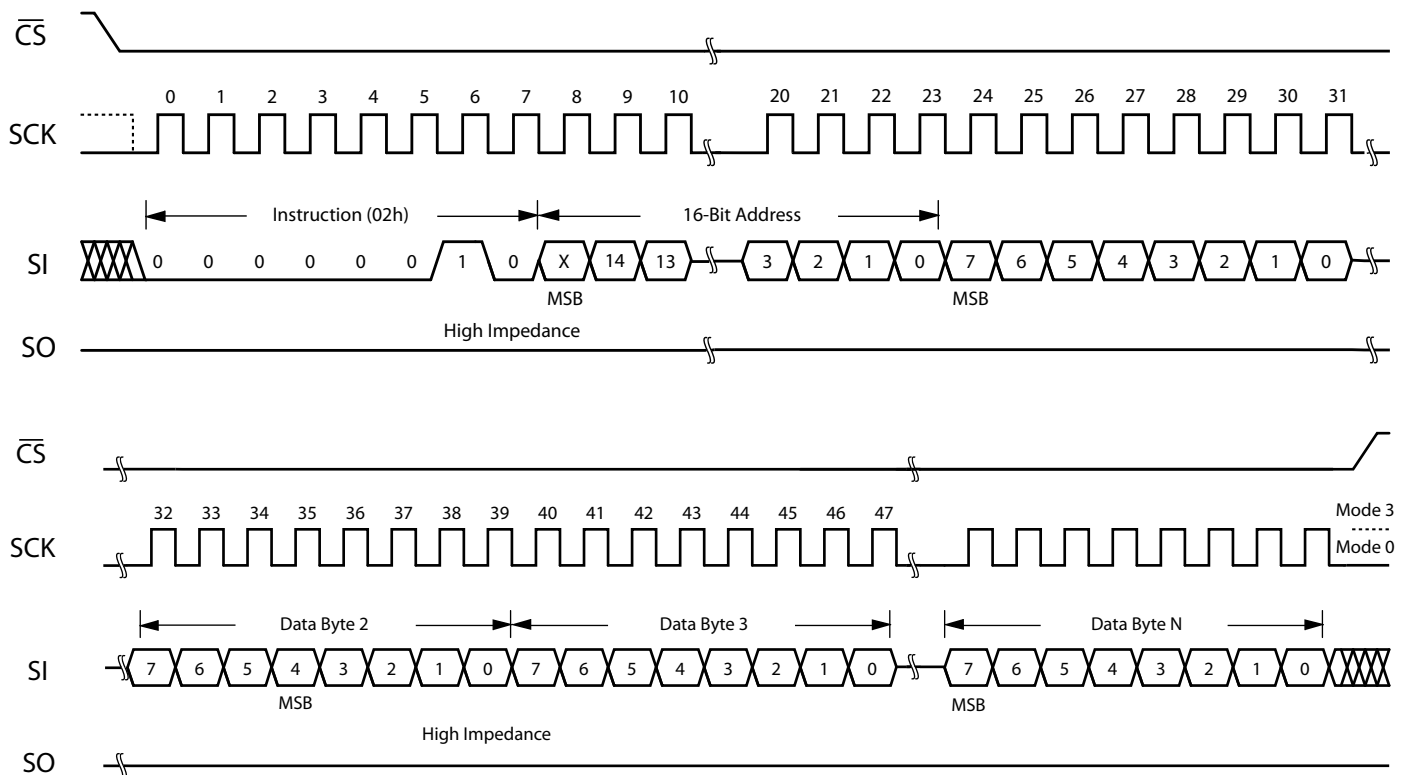 CS
0 1 2 3 4 5 6 7 8 9 10 20 21 22 23 24 25 26 27 28 29 30 31
SCK
Instruction (02h) 16-Bit Address
SI 0 0 0 0 0 0 1 0 X 14 13 3 2 1 0 7 6 5 4 3 2 1 0
MSB MSB
High Impedance
SO
CS
32 33 34 35 36 37 38 39 40 41 42 43 44 45 46 47 Mode 3
SCK Mode 0
Data Byte 2 Data Byte 3 Data Byte N
SI 7 6 5 4 3 2 1 0 7 6 5 4 3 2 1 0 7 6 5 4 3 2 1 0
MSB MSB
High Impedance
SO